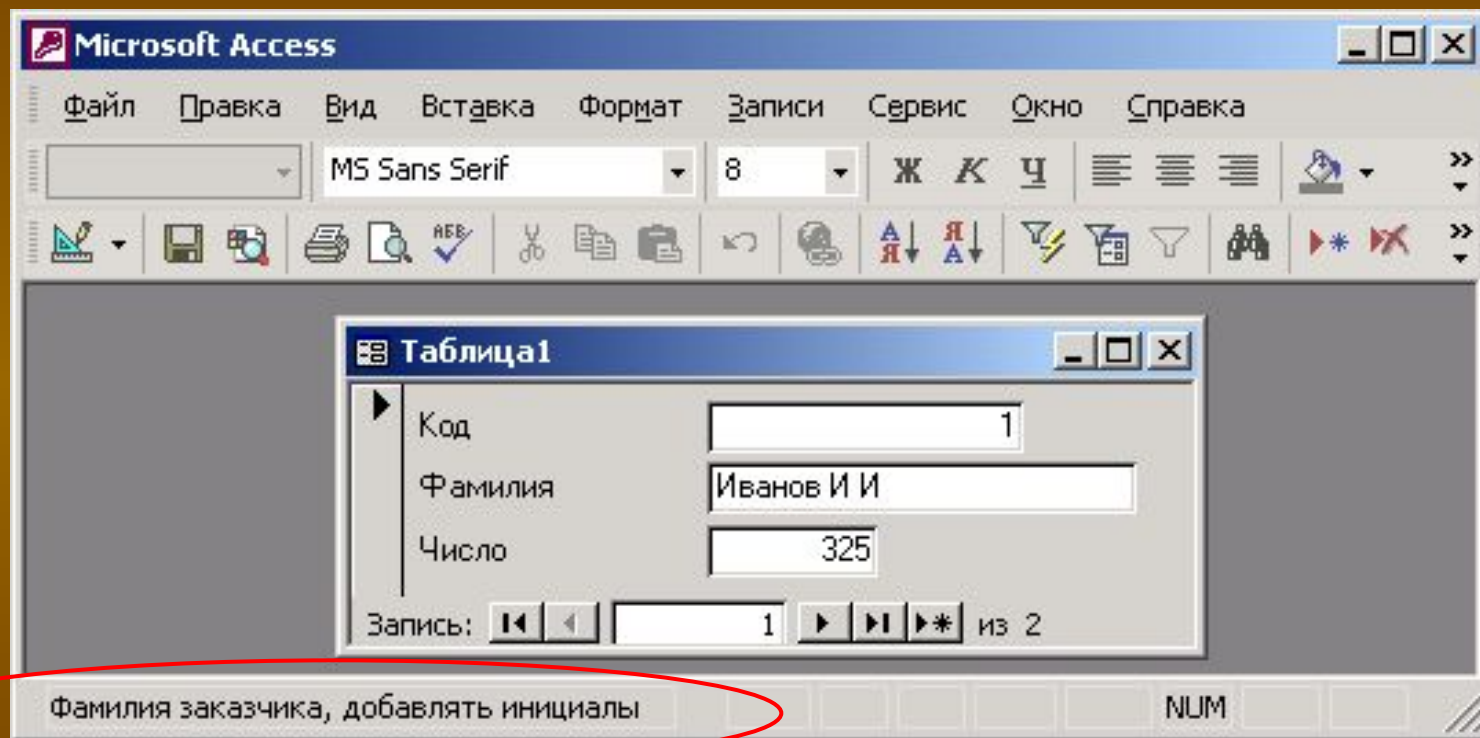 Microsoft Access
Файл Правка Вид Вставка Формат Записи Сервис Окно Справка
MS Sans Serif 8 Ж К Ч
АБВ А Я Я А
Таблица1
Код 1
Фамилия Иванов И И
Число 325
Запись: 1 из 2
Фамилия заказчика, добавлять инициалы NUM